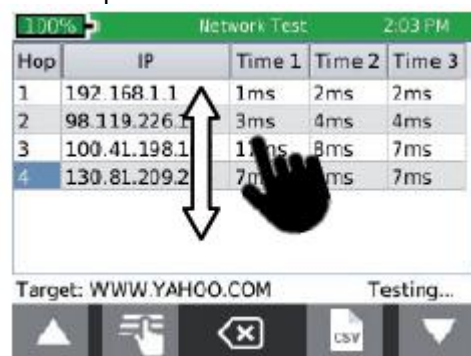 100% Network Test 2:03 PM
Hop IP Time 1 Time 2 Time 3
1 192.168.1.1 1ms 2ms 2ms
2 98.119.226.1 3ms 4ms 4ms
3 100.41.198.1 8ms 7ms
4 130.81.209.2 7ms
Target: WWW.YAHOO.COM Testing...
CSV